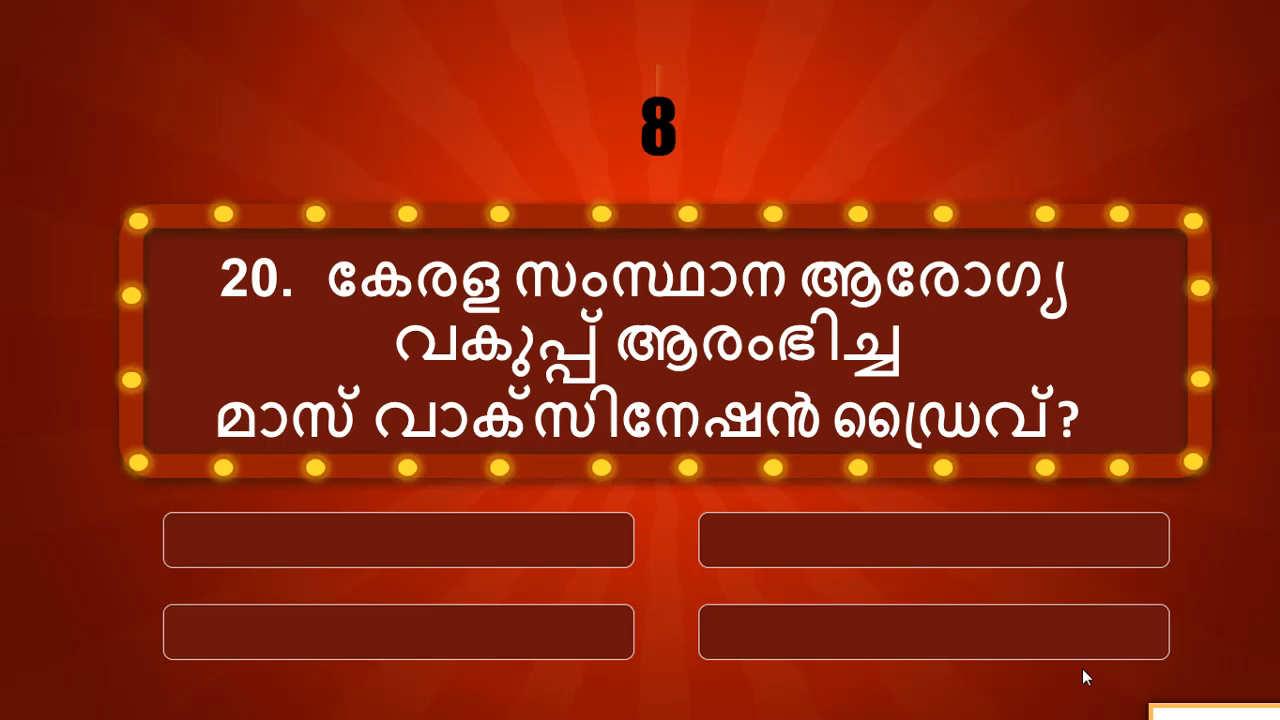 8
20. കേരള സംസ്ഥാന ആരോഗ്യ
വകുപ്പ് ആരംഭിച്ച
മാസ് വാക്സിനേഷൻ ഡ്രൈവ്?